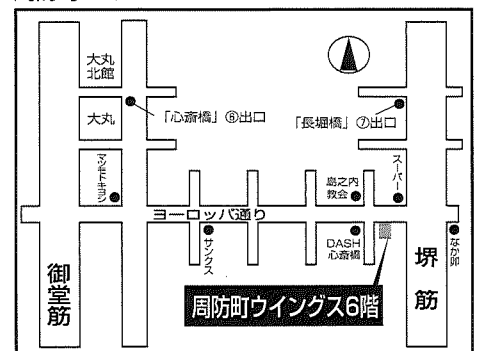 大丸
北館
大丸
「心斎橋」⑥出口
「長堀橋」⑦出口
マツモトキヨシ
島之内
教会
スーパー
ヨーロッパ通り
サンクス
DASH
心斎橋
なか卯
御堂筋
堺筋
周防町ウイングス6階